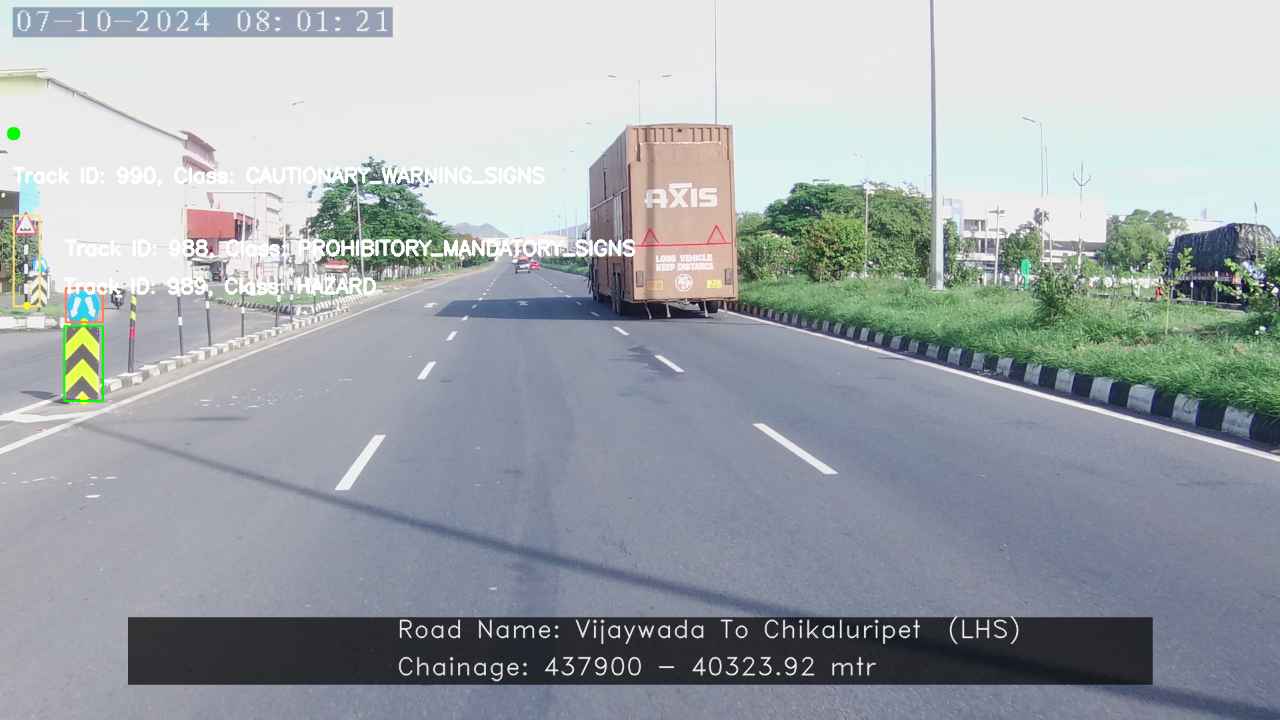 07-10-2024 08:01:21
Track ID: 990, Class: CAUTIONARY_WARNING_SIGNS
AXIS
Track ID: 988, Class: PROHIBITORY_MANDATORY_SIGNS
LONG VEHICLE
KEEP DISTANCE
Track ID: 989, Class: HAZARD
Road Name: Vijaywada To Chikaluripet (LHS)
Chainage: 437900 - 40323.92 mtr